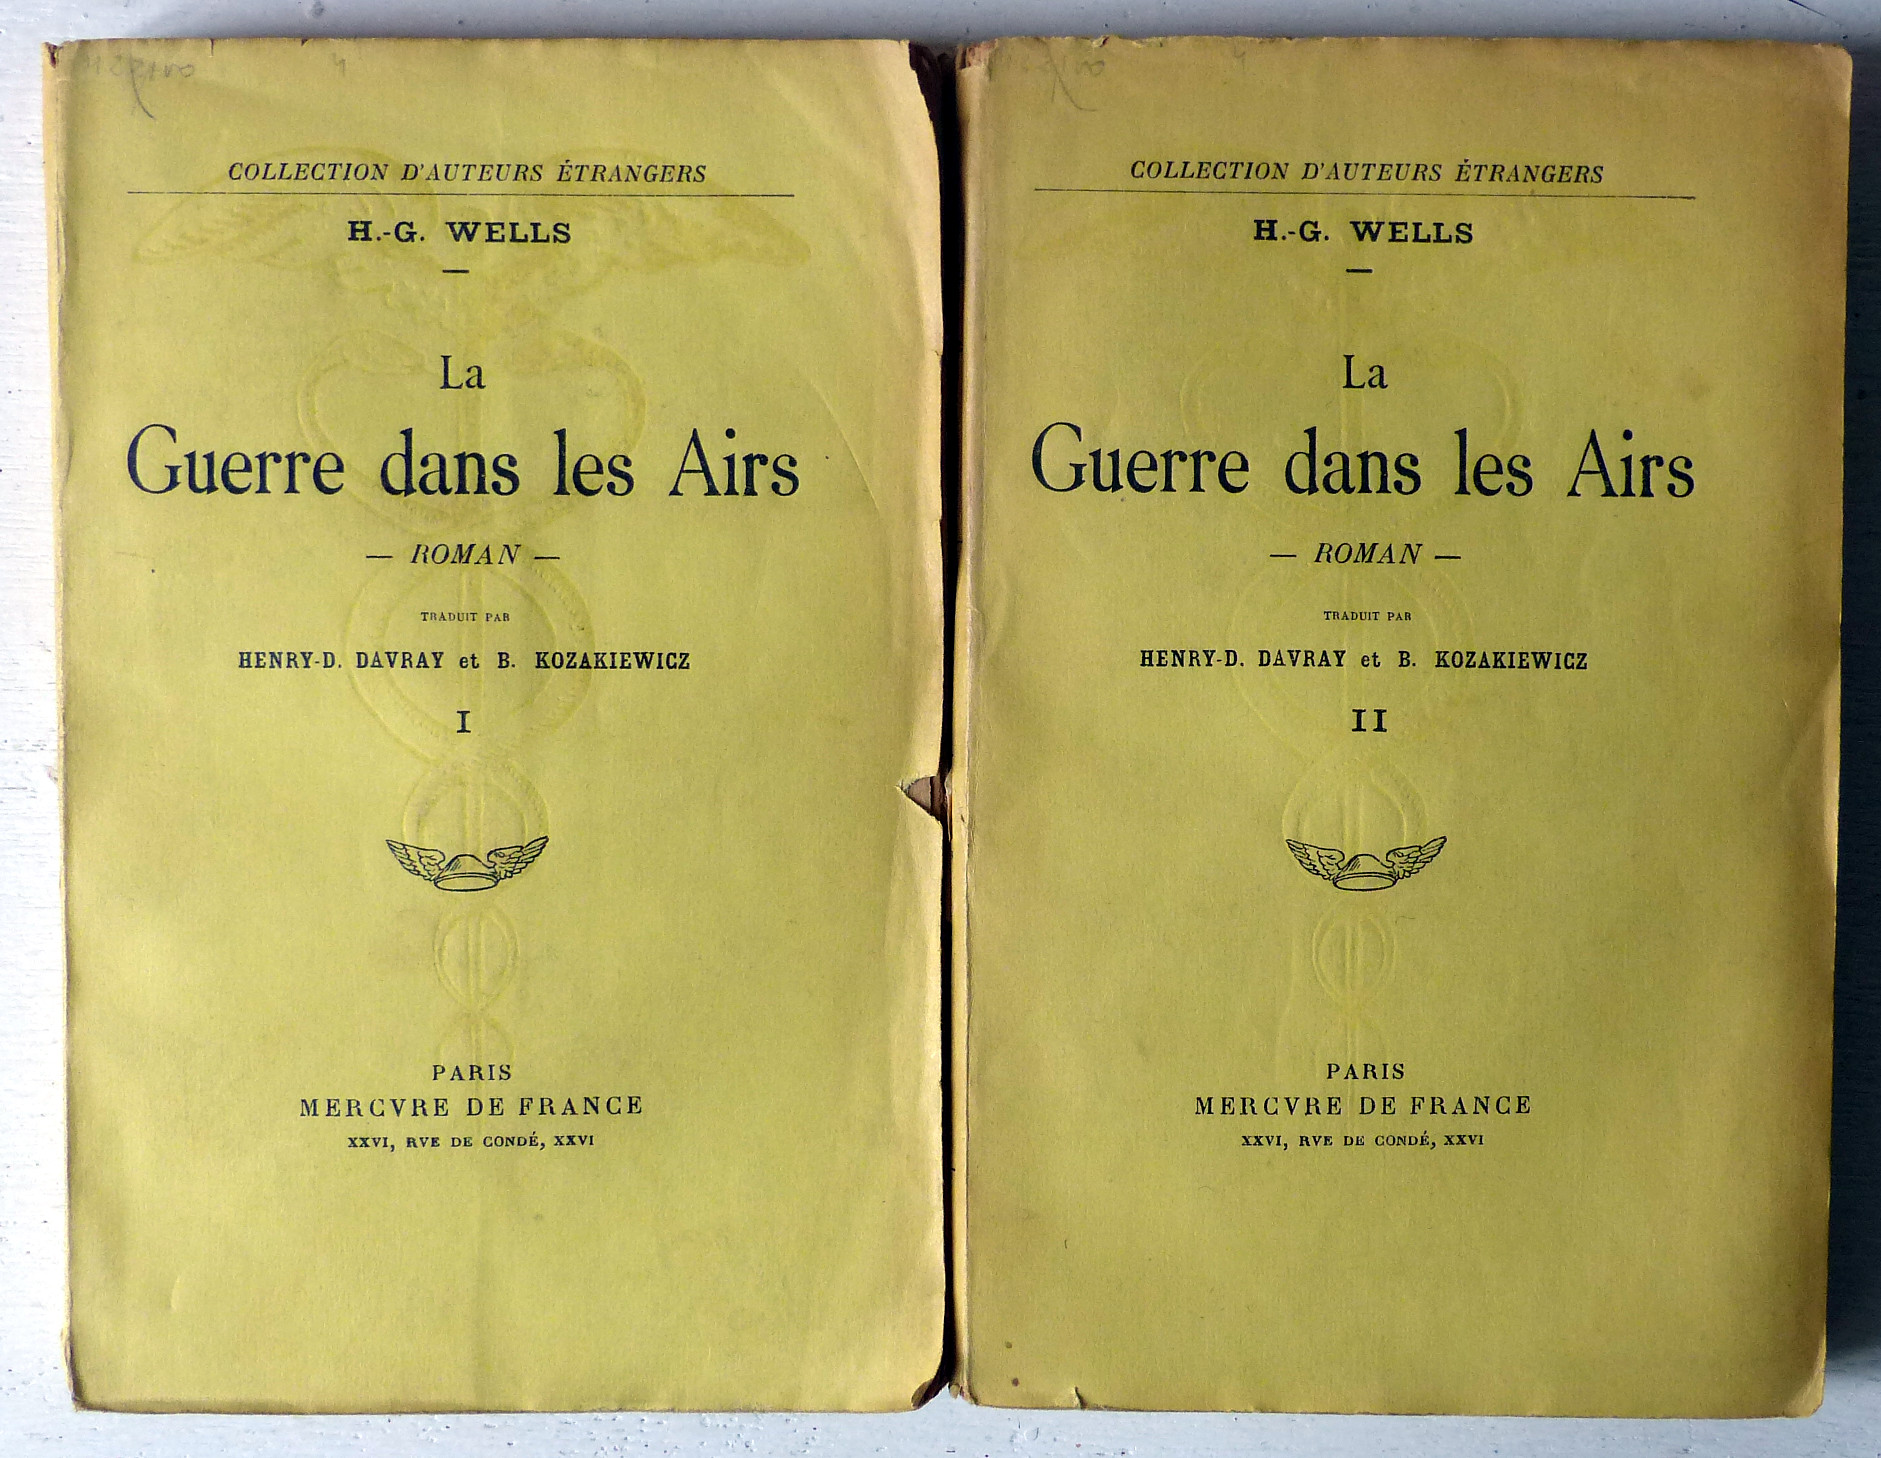 COLLECTION D'AUTEURS ÉTRANGERS
H.-G. WELLS
La
Guerre dans les Airs
— ROMAN —
TRADUIT PAR
HENRY-D. DAVRAY et B. KOZAKIEWICZ
I
PARIS
MERCVRE DE FRANCE
XXVI, RVE DE CONDÉ, XXVI
COLLECTION D'AUTEURS ÉTRANGERS
H.-G. WELLS
La
Guerre dans les Airs
— ROMAN —
TRADUIT PAR
HENRY-D. DAVRAY et B. KOZAKIEWICZ
II
PARIS
MERCVRE DE FRANCE
XXVI, RVE DE CONDÉ, XXVI